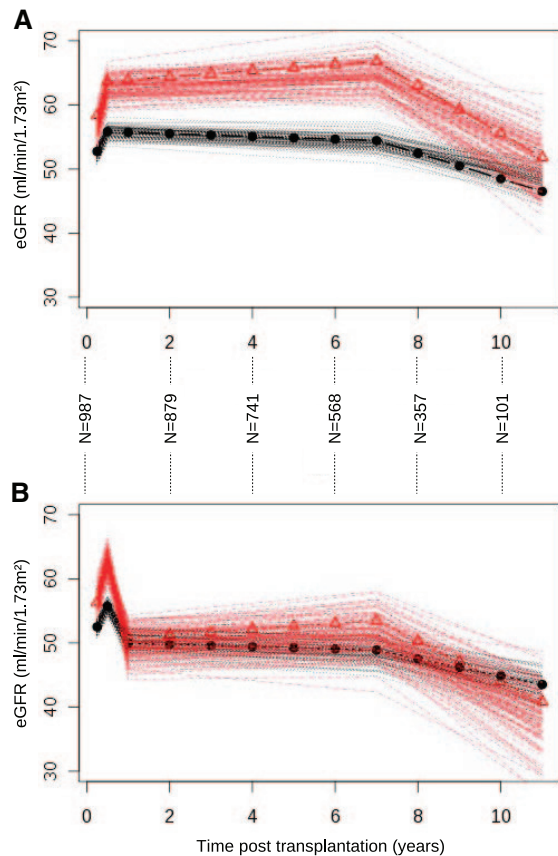 A
70
60
50
40
30
eGFR (ml/min/1.73m²)
0 2 4 6 8 10
N=987 N=879 N=741 N=568 N=357 N=101
B
70
60
50
40
30
eGFR (ml/min/1.73m²)
0 2 4 6 8 10
Time post transplantation (years)